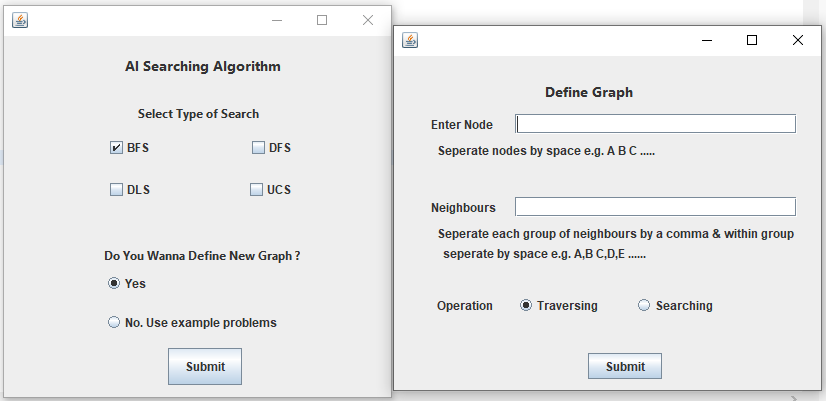 AI Searching Algorithm
Select Type of Search
BFS
DFS
DLS
UCS
Do You Wanna Define New Graph ?
Yes
No. Use example problems
Submit
Define Graph
Enter Node
Seperate nodes by space e.g. A B C .....
Neighbours
Seperate each group of neighbours by a comma & within group
seperate by space e.g. A,B C,D,E ......
Operation
Traversing
Searching
Submit